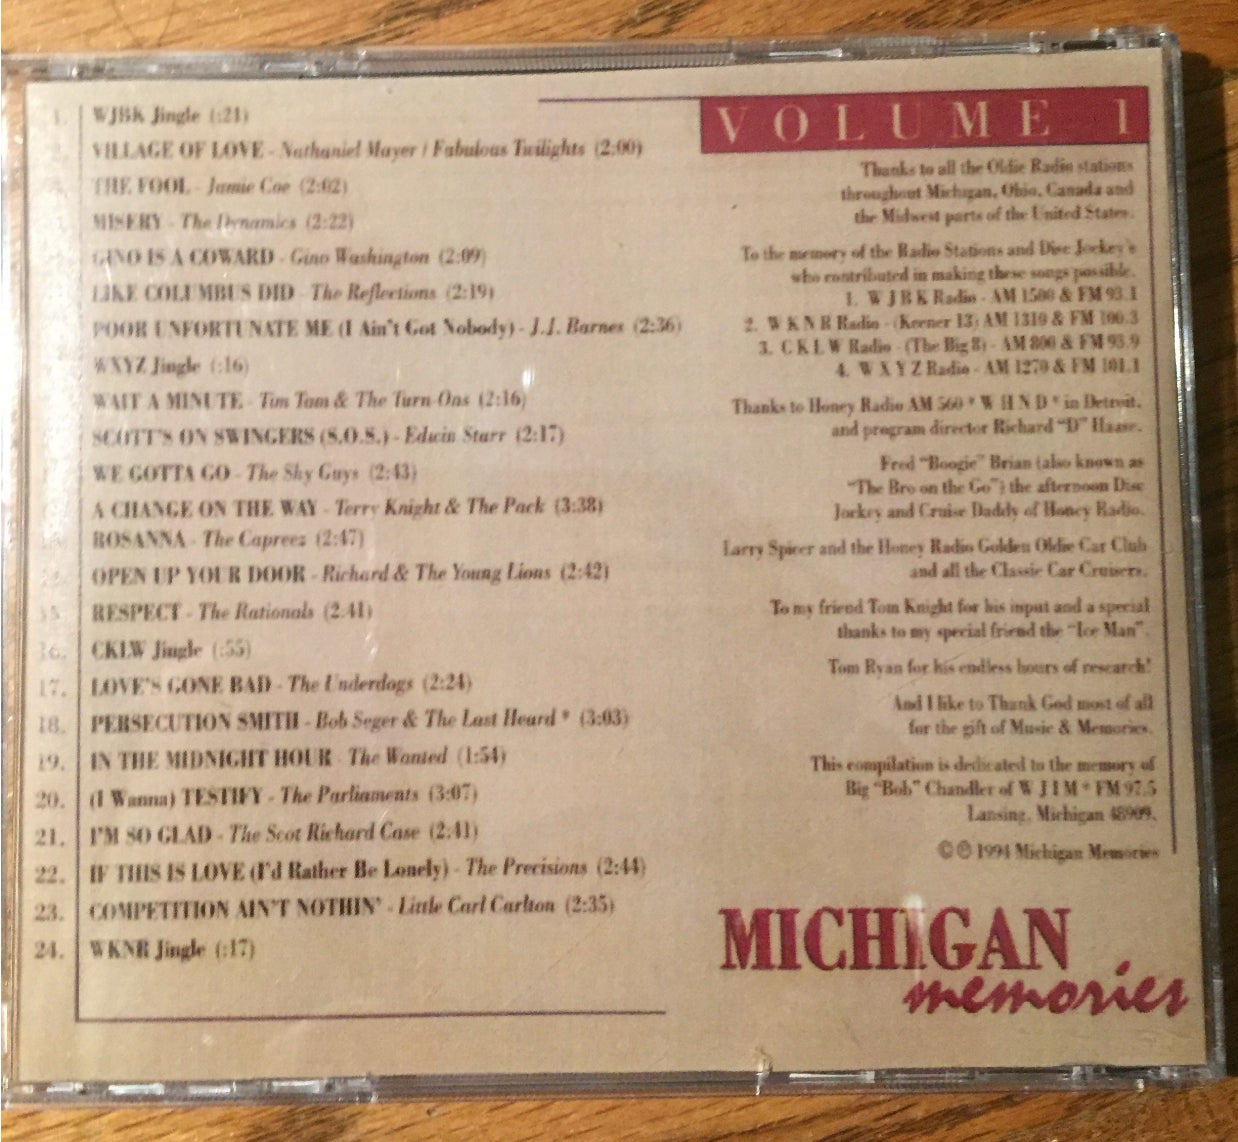 1. WJBK Jingle (:21)
VILLAGE OF LOVE - Nathaniel Mayer / Fabulous Twilights (2:00)
THE FOOL - Jamie Coe (2:02)
MISERY - The Dynamics (2:22)
GINO IS A COWARD - Gino Washington (2:09)
LIKE COLUMBUS DID - The Reflections (2:19)
POOR UNFORTUNATE ME (I Ain't Got Nobody) - J.J. Barnes (2:36)
WXYZ Jingle (:16)
WAIT A MINUTE - Tim Tam & The Turn-Ons (2:16)
SCOTT'S ON SWINGERS (S.O.S.) - Edwin Starr (2:17)
WE GOTTA GO - The Shy Guys (2:43)
A CHANGE ON THE WAY - Terry Knight & The Pack (3:38)
ROSANNA - The Capreez (2:47)
OPEN UP YOUR DOOR - Richard & The Young Lions (2:42)
15. RESPECT - The Rationals (2.41)
16. CKLW Jingle (:55)
17. LOVE'S GONE BAD - The Underdogs (2:24)
18. PERSECUTION SMITH - Bob Seger & The Last Heard * (3:03)
19. IN THE MIDNIGHT HOUR - The Wanted (1:54)
20. (I Wanna) TESTIFY - The Parliaments (3:07)
21. I'M SO GLAD - The Scot Richard Case (2:41)
22. IF THIS IS LOVE (I'd Rather Be Lonely) - The Precisions (2:44)
23. COMPETITION AIN'T NOTHIN' - Little Carl Carlton (2:35)
24. WKNR Jingle (:17)
VOLUME 1
Thanks to all the Oldie Radio stations
throughout Michigan, Ohio, Canada and
the Midwest parts of the United States.
To the memory of the Radio Stations and Disc Jockey's
who contributed in making these songs possible.
1. W J B K Radio - AM 1500 & FM 93.1
2. W K N R Radio - (Keener 13) AM 1310 & FM 100.3
3. C K L W Radio - (The Big 8) - AM 800 & FM 93.9
4. W X Y Z Radio - AM 1270 & FM 101.1
Thanks to Honey Radio AM 560 * W H N D * in Detroit,
and program director Richard "D" Haase.
Fred "Boogie" Brian (also known as
"The Bro on the Go") the afternoon Disc
Jockey and Cruise Daddy of Honey Radio.
Larry Spicer and the Honey Radio Golden Oldie Car Club
and all the Classic Car Cruisers.
To my friend Tom Knight for his input and a special
thanks to my special friend the "Ice Man".
Tom Ryan for his endless hours of research!
And I like to Thank God most of all
for the gift of Music & Memories.
This compilation is dedicated to the memory of
Big "Bob" Chandler of W J I M * FM 97.5
Lansing, Michigan 48909.
© ℗ 1994 Michigan Memories
MICHIGAN
memories